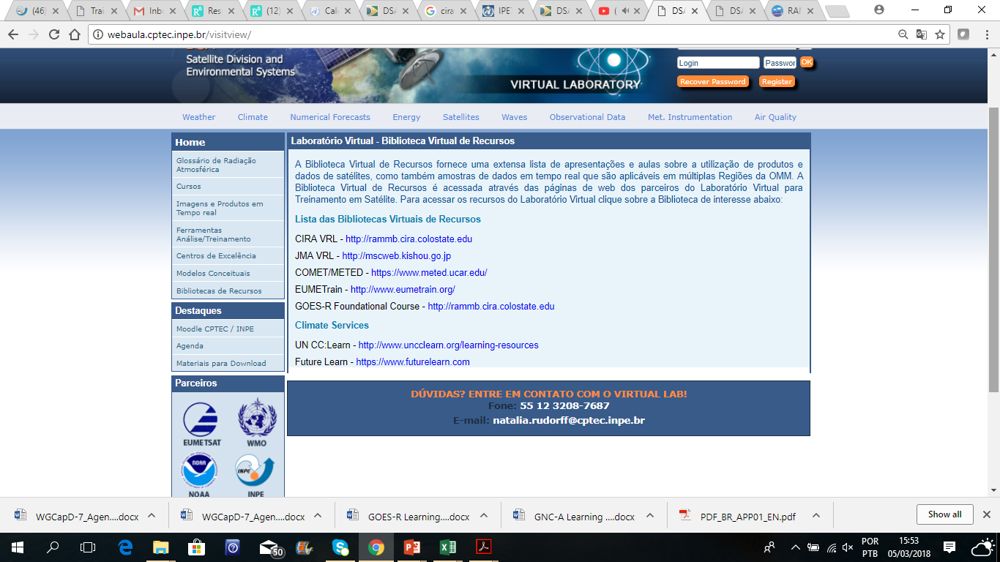 (46)
Trai
Inb
Res
(12)
Cal
DSA
cira
IPE
DSA
(
DSA
DSA
RAI
webaula.cptec.inpe.br/visitview/
Satellite Division and
Environmental Systems
VIRTUAL LABORATORY
Login
Passwor
OK
Recover Password
Register
Weather Climate Numerical Forecasts Energy Satellites Waves Observational Data Met. Instrumentation Air Quality
Home
Glossário de Radiação
Atmosférica
Cursos
Imagens e Produtos em
Tempo real
Ferramentas
Análise/Treinamento
Centros de Excelência
Modelos Conceituais
Bibliotecas de Recursos
Destaques
Moodle CPTEC / INPE
Agenda
Materiais para Download
Parceiros
EUMETSAT
WMO
NOAA
NOAA
INPE
INPE
Laboratório Virtual - Biblioteca Virtual de Recursos
A Biblioteca Virtual de Recursos fornece uma extensa lista de apresentações e aulas sobre a utilização de produtos e
dados de satélites, como também amostras de dados em tempo real que são aplicáveis em múltiplas Regiões da OMM. A
Biblioteca Virtual de Recursos é acessada através das páginas de web dos parceiros do Laboratório Virtual para
Treinamento em Satélite. Para acessar os recursos do Laboratório Virtual clique sobre a Biblioteca de interesse abaixo:
Lista das Bibliotecas Virtuais de Recursos
CIRA VRL - http://rammb.cira.colostate.edu
JMA VRL - http://mscweb.kishou.go.jp
COMET/METED - https://www.meted.ucar.edu/
EUMETrain - http://www.eumetrain.org/
GOES-R Foundational Course - http://rammb.cira.colostate.edu
Climate Services
UN CC:Learn - http://www.uncclearn.org/learning-resources
Future Learn - https://www.futurelearn.com
DÚVIDAS? ENTRE EM CONTATO COM O VIRTUAL LAB!
Fone: 55 12 3208-7687
E-mail: natalia.rudorff@cptec.inpe.br
WGCapD-7_Agen....docx
WGCapD-7_Agen....docx
GOES-R Learning....docx
GNC-A Learning ....docx
PDF_BR_APP01_EN.pdf
Show all
50
POR
PTB
15:53
05/03/2018